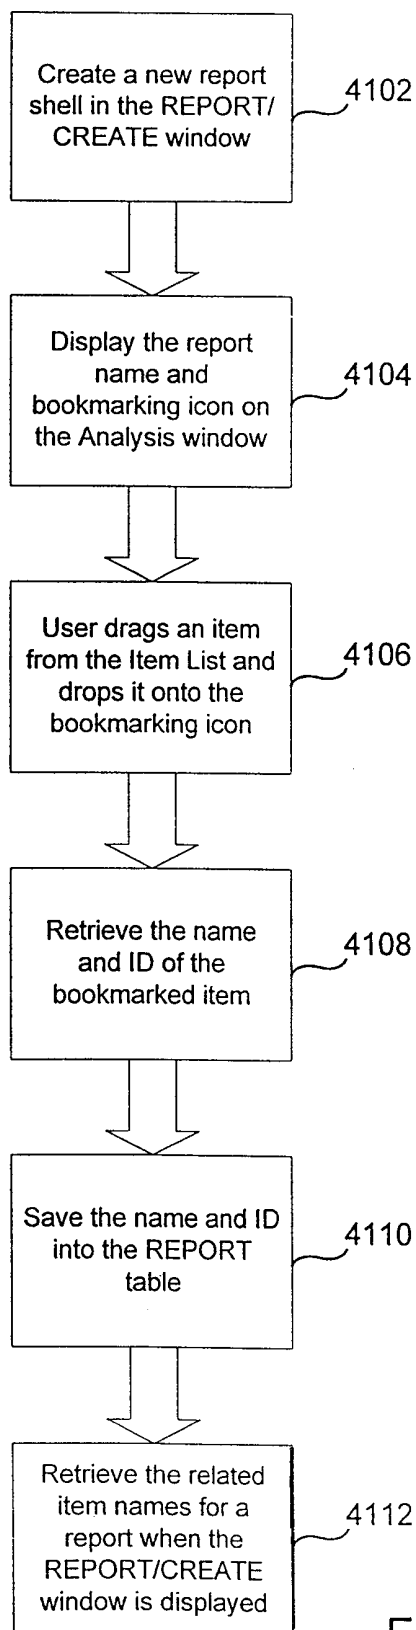 Create a new report
shell in the REPORT/
CREATE window
4102
Display the report
name and
bookmarking icon on
the Analysis window
4104
User drags an item
from the Item List and
drops it onto the
bookmarking icon
4106
Retrieve the name
and ID of the
bookmarked item
4108
Save the name and ID
into the REPORT
table
4110
Retrieve the related
item names for a
report when the
REPORT/CREATE
window is displayed
4112